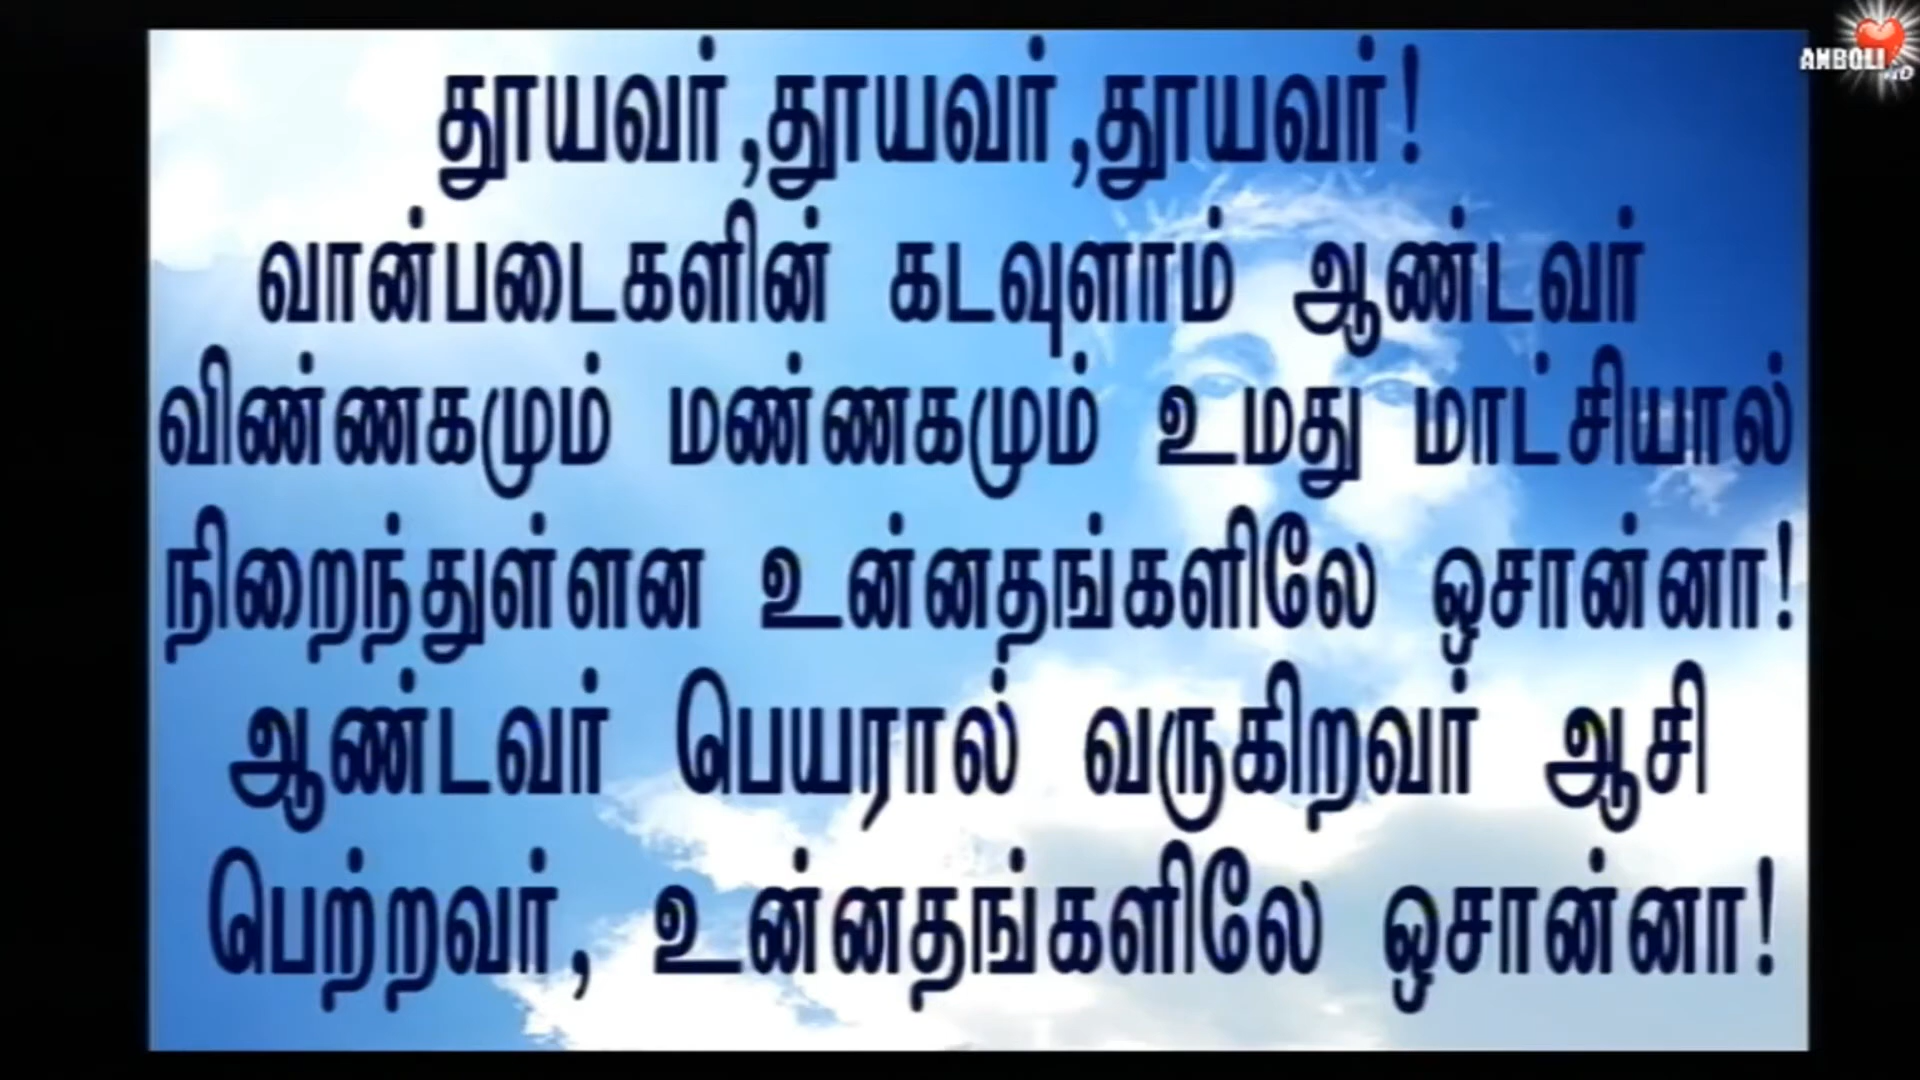 தூயவர்,தூயவர்,தூயவர்!
வான்படைகளின் கடவுளாம் ஆண்டவர்
விண்ணகமும் மண்ணகமும் உமது மாட்சியால்
நிறைந்துள்ளன உன்னதங்களிலே ஓசான்னா!
ஆண்டவர் பெயரால் வருகிறவர் ஆசி
பெற்றவர், உன்னதங்களிலே ஓசான்னா!
ANBOLI
HD